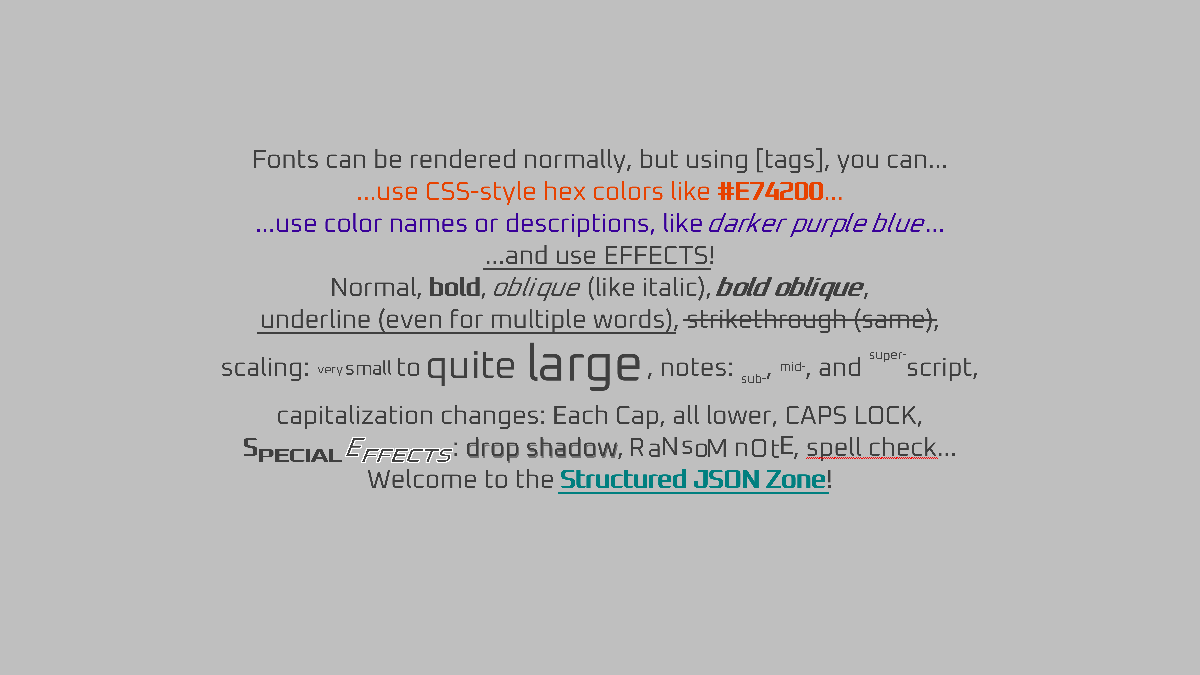 Fonts can be rendered normally, but using [tags], you can...
...use CSS-style hex colors like #E74200...
...use color names or descriptions, like darker purple blue...
...and use EFFECTS!
Normal, bold, oblique (like italic), bold oblique,
underline (even for multiple words), strikethrough (same),
scaling: very small to quite large, notes: sub-, mid-, and super-script,
capitalization changes: Each Cap, all lower, CAPS LOCK,
SPECIAL EFFECTS: drop shadow, RaNsoM nOtE, spell check...
Welcome to the Structured JSON Zone!